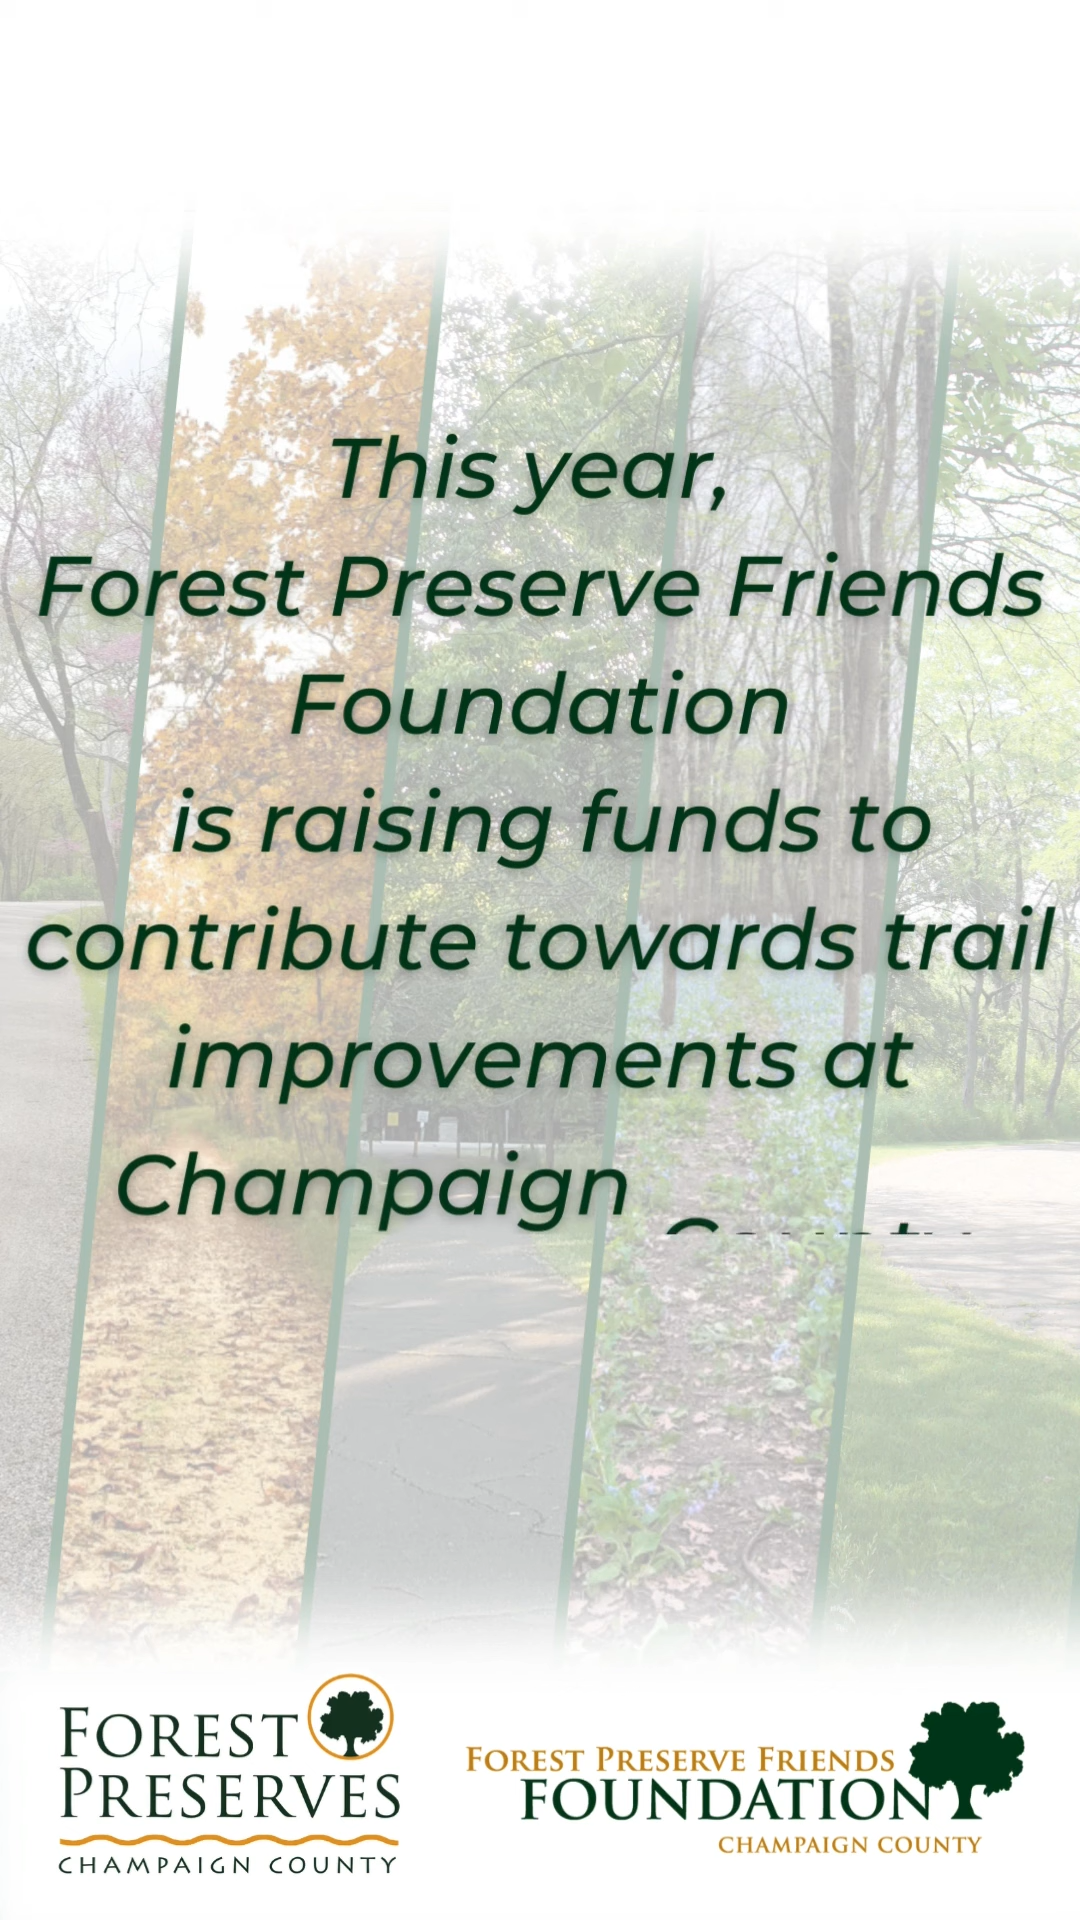 This year,
Forest Preserve Friends
Foundation
is raising funds to
contribute towards trail
improvements at
Champaign
FOREST
PRESERVES
CHAMPAIGN COUNTY
FOREST PRESERVE FRIENDS
FOUNDATION
CHAMPAIGN COUNTY